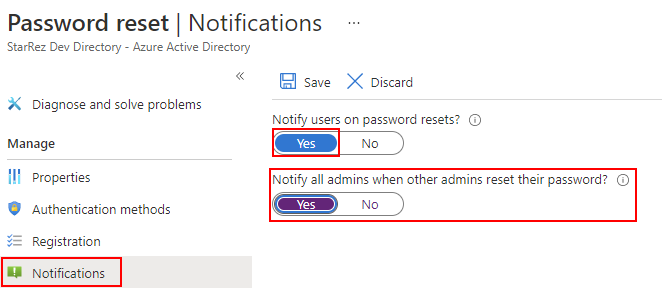 Password reset | Notifications ...
StarRez Dev Directory - Azure Active Directory
«
Diagnose and solve problems
Manage
Properties
Authentication methods
Registration
Notifications
Save Discard
Notify users on password resets?
Yes No
Notify all admins when other admins reset their password?
Yes No